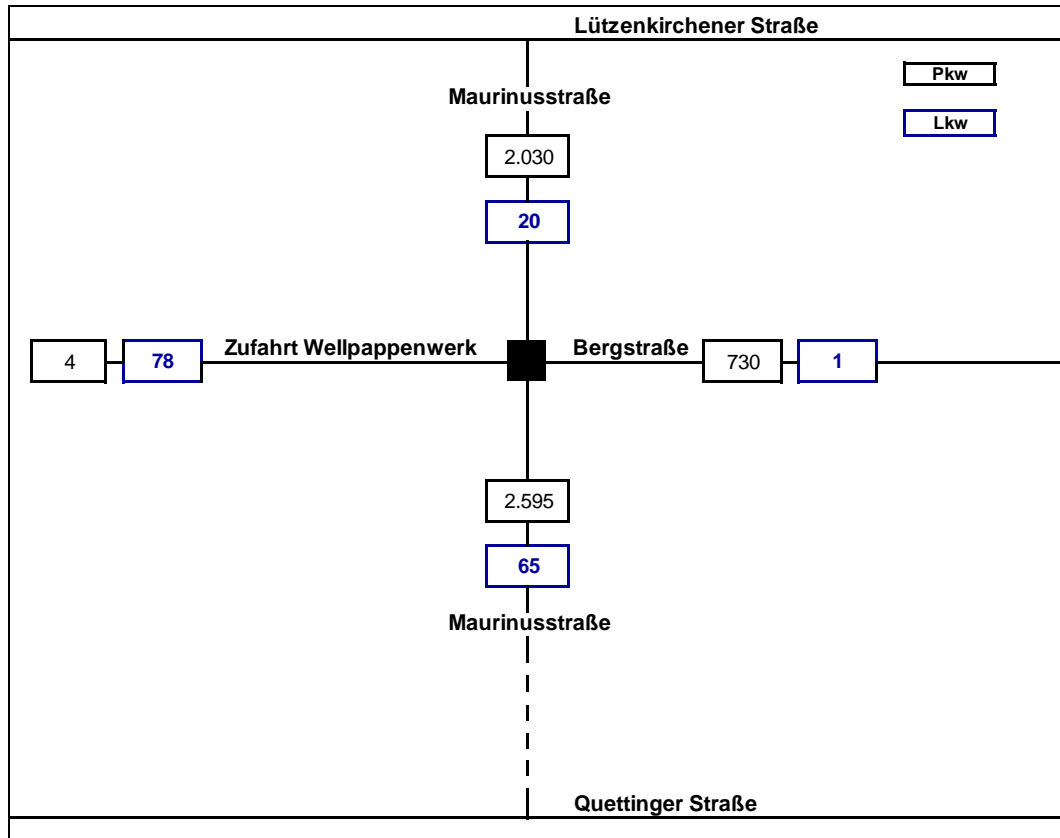 Lützenkirchener Straße
Pkw
Maurinusstraße
Lkw
2.030
20
4
78
Zufahrt Wellpappenwerk
Bergstraße
730
1
2.595
65
Maurinusstraße
Quettinger Straße